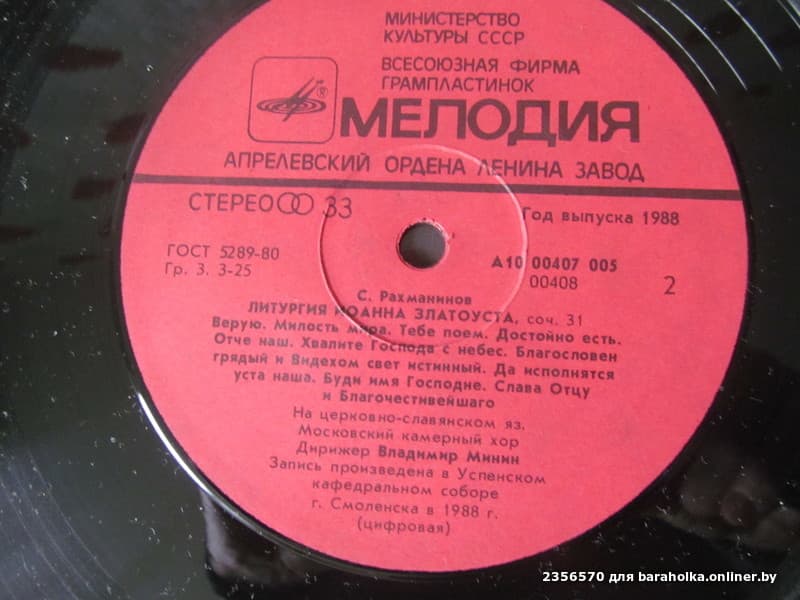 МИНИСТЕРСТВО
КУЛЬТУРЫ СССР
ВСЕСОЮЗНАЯ ФИРМА
ГРАМПЛАСТИНОК
®
МЕЛОДИЯ
АПРЕЛЕВСКИЙ ОРДЕНА ЛЕНИНА ЗАВОД
СТЕРЕО 33
Год выпуска 1988
ГОСТ 5289-80
Гр. 3. 3-25
А10 00407 005
00408
2
С. Рахманинов
ЛИТУРГИЯ ИОАННА ЗЛАТОУСТА, соч. 31
Верую. Милость мира. Тебе поем. Достойно есть.
Отче наш. Хвалите Господа с небес. Благословен
грядый и Видехом свет истинный. Да исполнятся
уста наша. Буди имя Господне. Слава Отцу
и Благочестивейшаго
На церковно-славянском яз.
Московский камерный хор
Дирижер Владимир Минин
Запись произведена в Успенском
кафедральном соборе
г. Смоленска в 1988 г.
(цифровая)
2356570 для baraholka.onliner.by